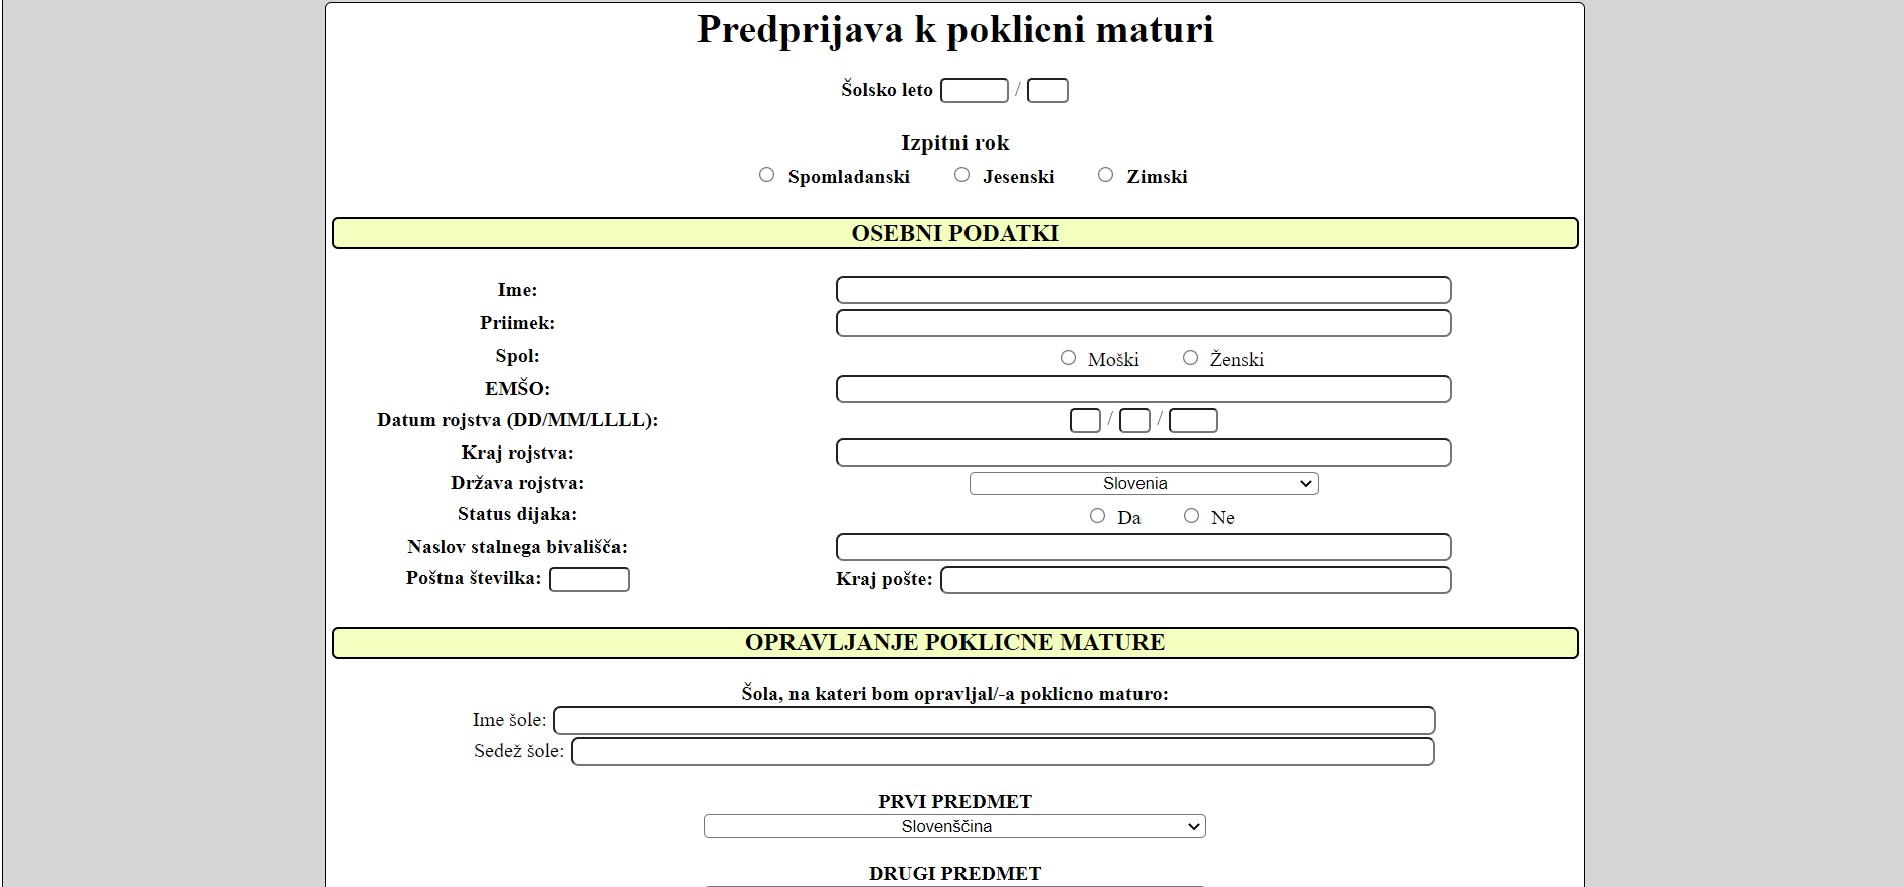 Predprijava k poklicni maturi
Šolsko leto /
Izpitni rok
Spomladanski Jesenski Zimski
OSEBNI PODATKI
Ime:
Priimek:
Spol: Moški Ženski
EMŠO:
Datum rojstva (DD/MM/LLLL): / /
Kraj rojstva:
Država rojstva: Slovenia
Status dijaka: Da Ne
Naslov stalnega bivališča:
Poštna številka: Kraj pošte:
OPRAVLJANJE POKLICNE MATURE
Šola, na kateri bom opravljal/-a poklicno maturo:
Ime šole:
Sedež šole:
PRVI PREDMET
Slovenščina
DRUGI PREDMET